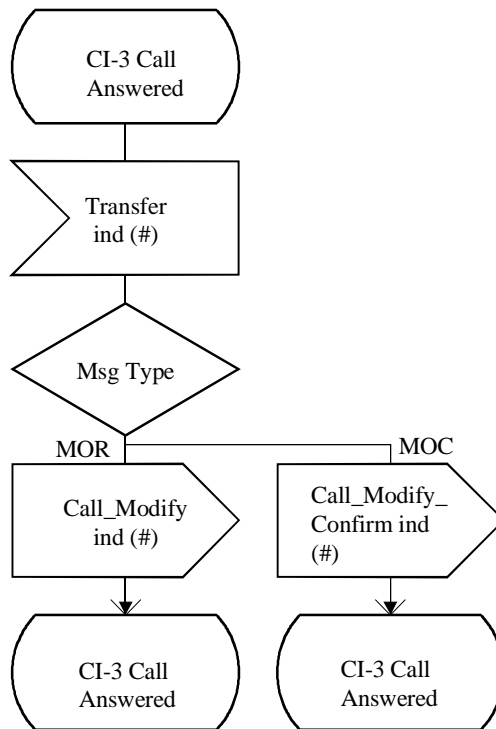 CI-3 Call
Answered
Transfer
ind (#)
Msg Type
MOR
MOC
Call_Modify
ind (#)
Call_Modify_
Confirm ind
(#)
CI-3 Call
Answered
CI-3 Call
Answered